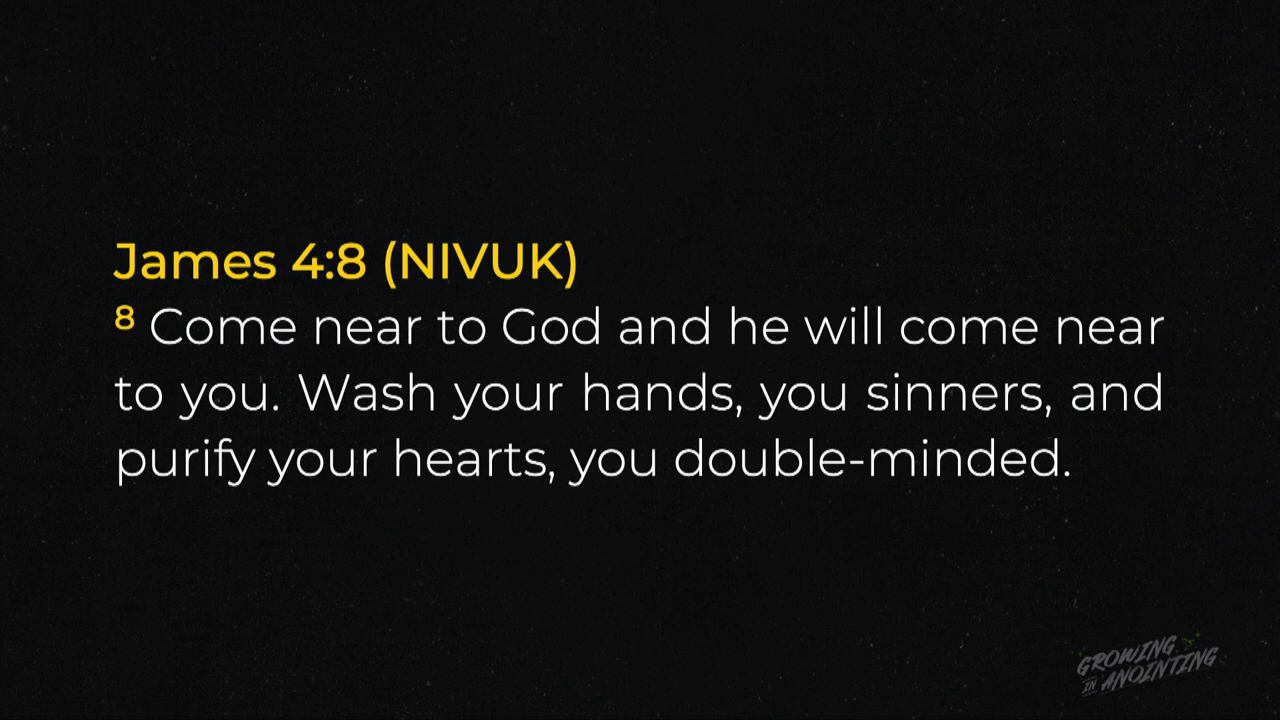 James 4:8 (NIVUK)
8 Come near to God and he will come near
to you. Wash your hands, you sinners, and
purify your hearts, you double-minded.
GROWING
IN ANOINTING